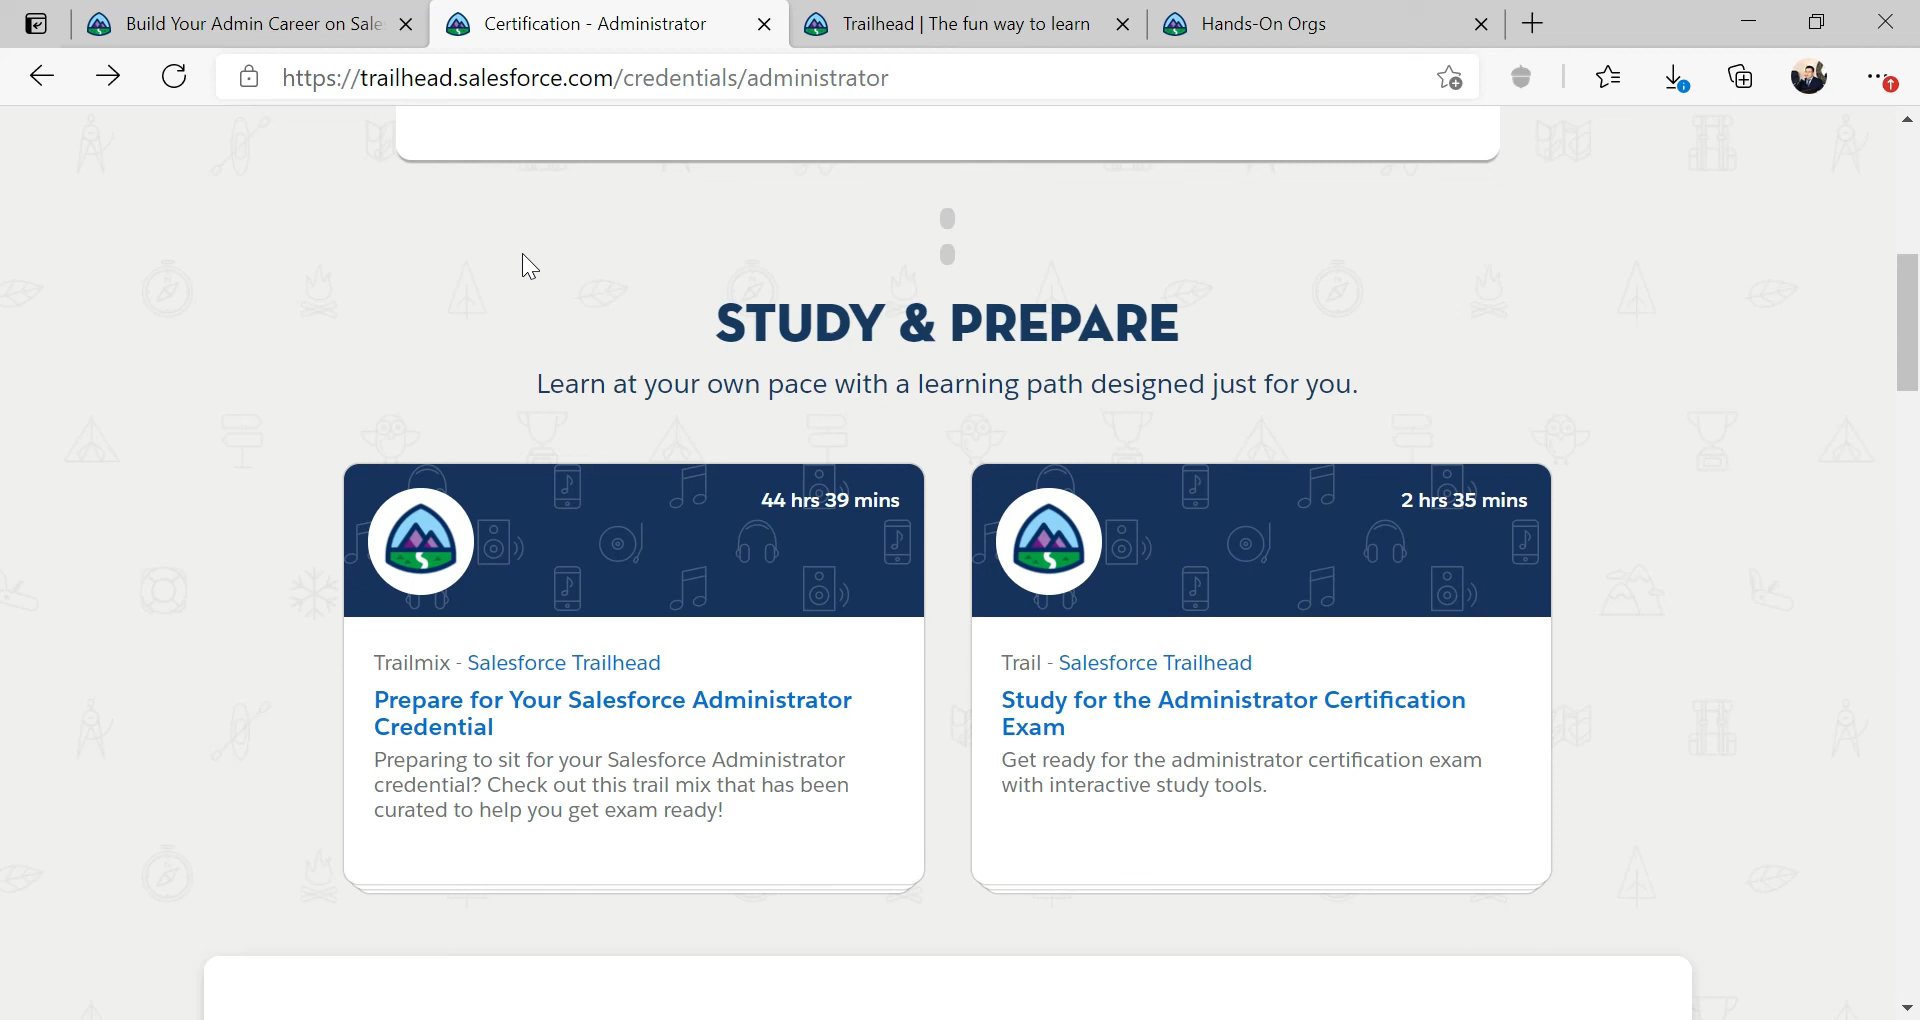 Build Your Admin Career on Sale
Certification - Administrator
Trailhead | The fun way to learn
Hands-On Orgs
https://trailhead.salesforce.com/credentials/administrator
STUDY & PREPARE
Learn at your own pace with a learning path designed just for you.
44 hrs 39 mins
Trailmix - Salesforce Trailhead
Prepare for Your Salesforce Administrator
Credential
Preparing to sit for your Salesforce Administrator
credential? Check out this trail mix that has been
curated to help you get exam ready!
2 hrs 35 mins
Trail - Salesforce Trailhead
Study for the Administrator Certification
Exam
Get ready for the administrator certification exam
with interactive study tools.